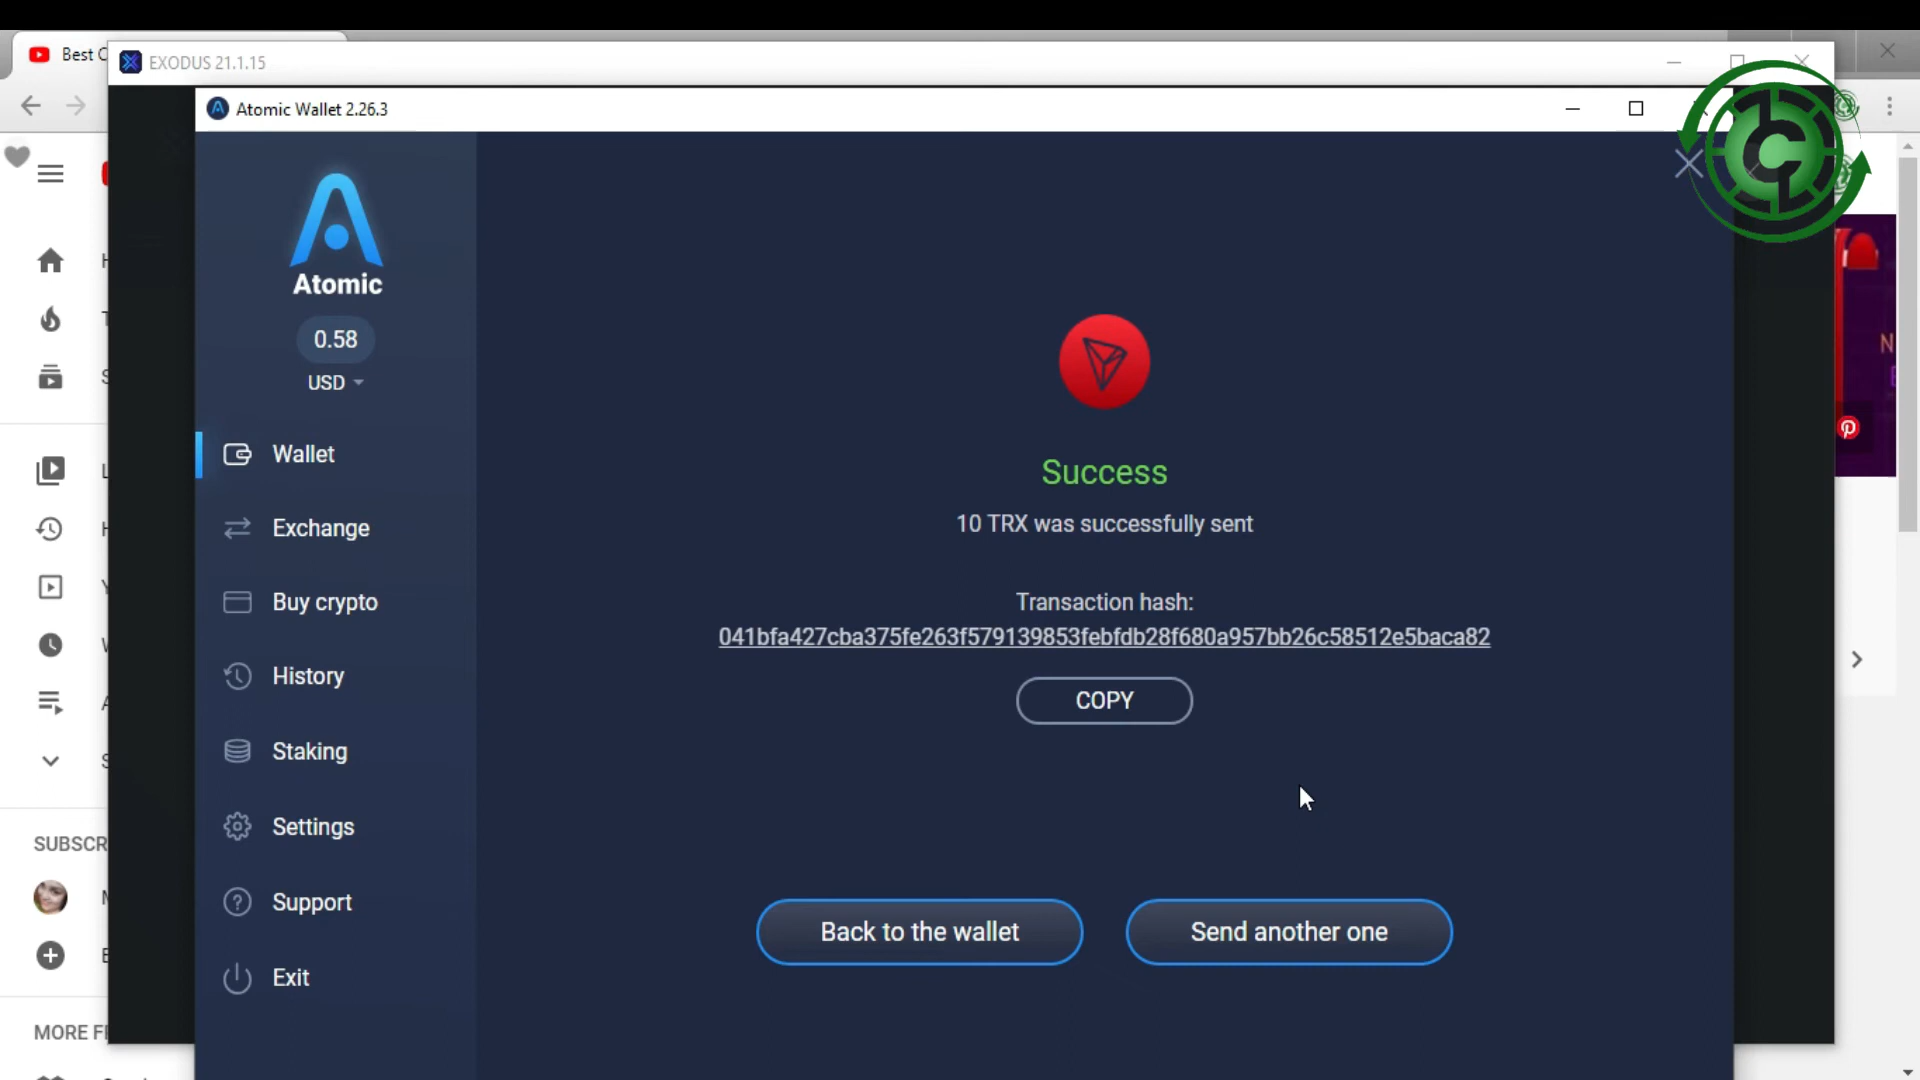 Best C
EXODUS 21.1.15
Atomic Wallet 2.26.3
Atomic
0.58
USD
Wallet
Exchange
Buy crypto
History
Staking
Settings
Support
Exit
Success
10 TRX was successfully sent
Transaction hash:
041bfa427cba375fe263f579139853febfdb28f680a957bb26c58512e5baca82
COPY
Back to the wallet
Send another one
SUBSCR
MORE F